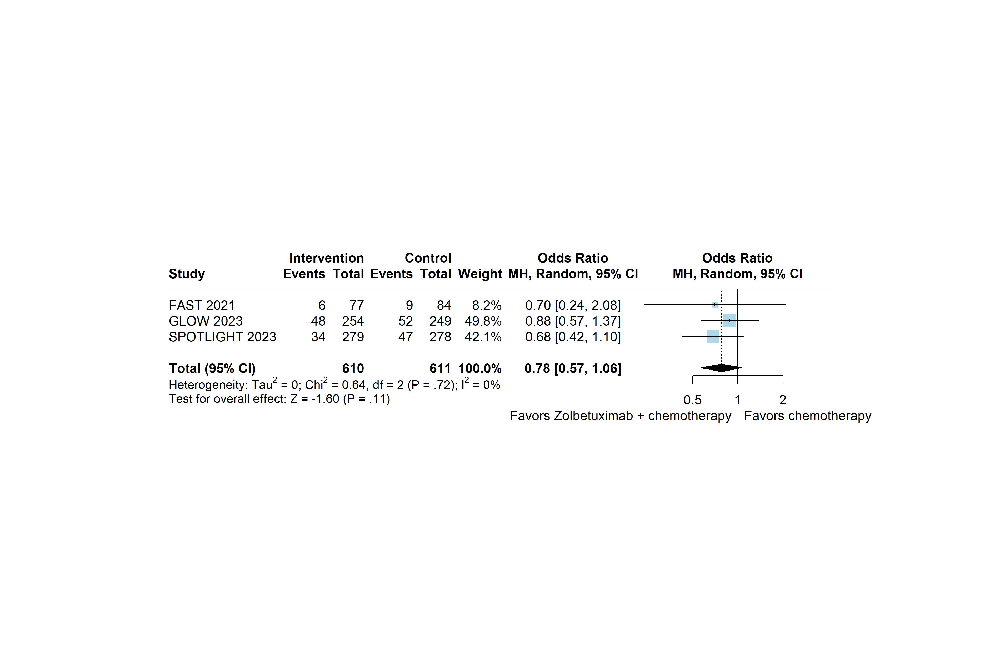 Intervention Control Odds Ratio Odds Ratio
Study Events Total Events Total Weight MH, Random, 95% CI MH, Random, 95% CI
FAST 2021 6 77 9 84 8.2% 0.70 [0.24, 2.08]
GLOW 2023 48 254 52 249 49.8% 0.88 [0.57, 1.37]
SPOTLIGHT 2023 34 279 47 278 42.1% 0.68 [0.42, 1.10]
Total (95% CI) 610 611 100.0% 0.78 [0.57, 1.06]
Heterogeneity: Tau² = 0; Chi² = 0.64, df = 2 (P = .72); I² = 0%
Test for overall effect: Z = -1.60 (P = .11)
0.5 1 2
Favors Zolbetuximab + chemotherapy Favors chemotherapy